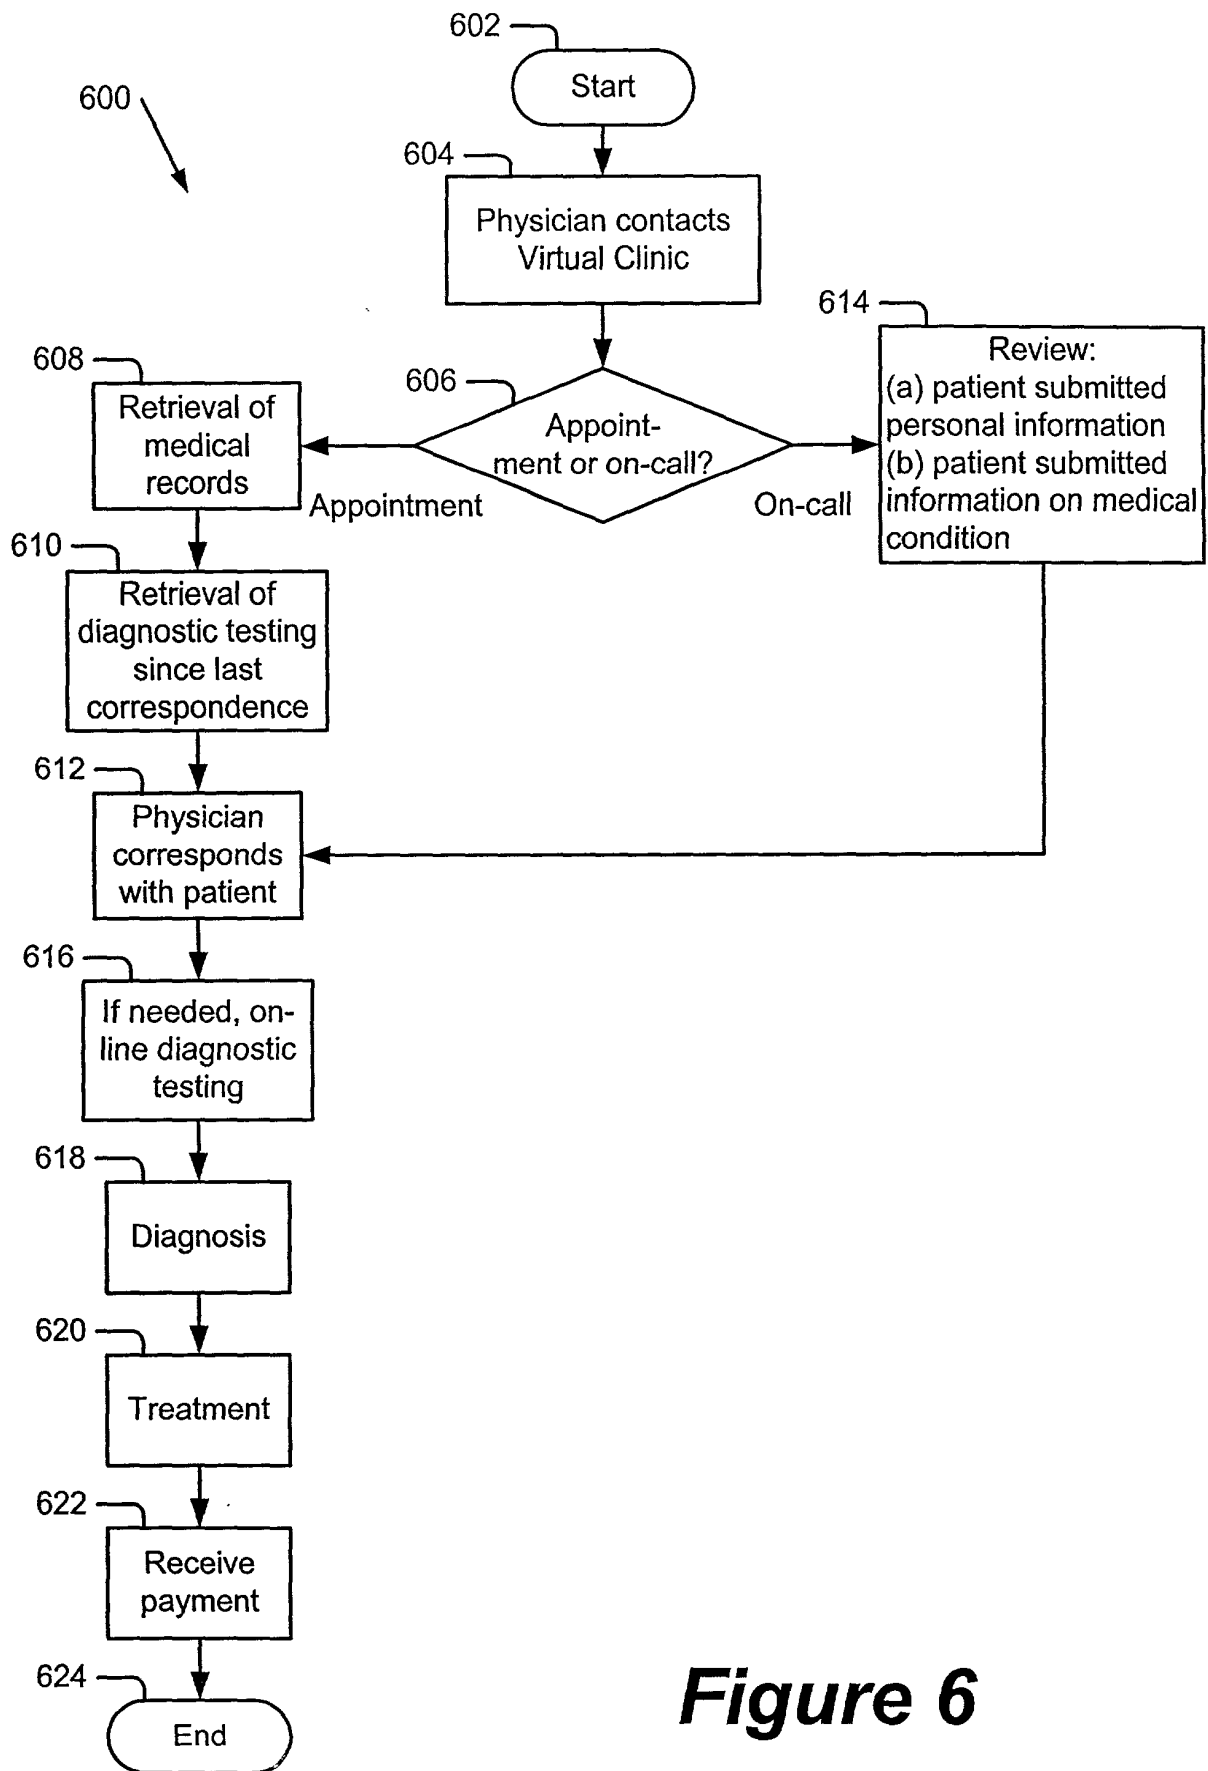 602
Start
600
604
Physician contacts
Virtual Clinic
614
Review:
(a) patient submitted
personal information
(b) patient submitted
information on medical
condition
606
Appoint-
ment or on-call?
Appointment
On-call
608
Retrieval of
medical
records
610
Retrieval of
diagnostic testing
since last
correspondence
612
Physician
corresponds
with patient
616
If needed, on-
line diagnostic
testing
618
Diagnosis
620
Treatment
622
Receive
payment
624
End
Figure 6